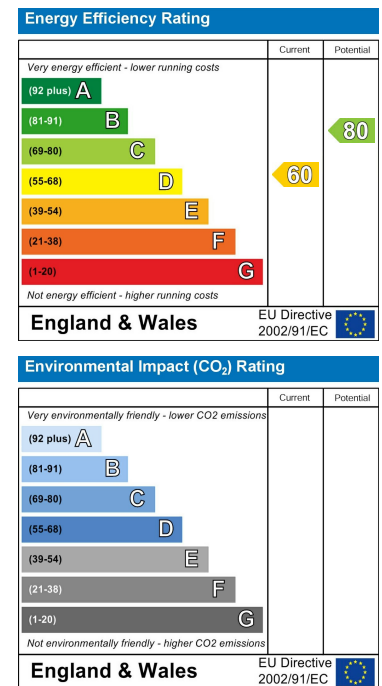 Energy Efficiency Rating
Current Potential
Very energy efficient - lower running costs
(92 plus) A
(81-91) B
(69-80) C
(55-68) D
(39-54) E
(21-38) F
(1-20) G
80
60
Not energy efficient - higher running costs
England & Wales
EU Directive
2002/91/EC
Environmental Impact (CO₂) Rating
Current Potential
Very environmentally friendly - lower CO2 emissions
(92 plus) A
(81-91) B
(69-80) C
(55-68) D
(39-54) E
(21-38) F
(1-20) G
Not environmentally friendly - higher CO2 emissions
England & Wales
EU Directive
2002/91/EC